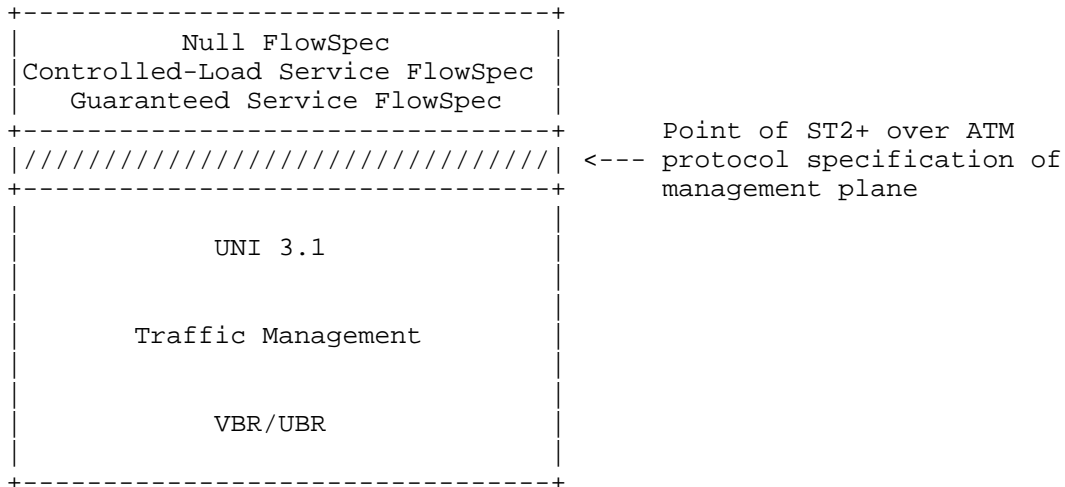 +---------------------------------+
|          Null FlowSpec          |
|Controlled-Load Service FlowSpec |
|   Guaranteed Service FlowSpec   |
+---------------------------------+      Point of ST2+ over ATM
|/////////////////////////////////| <--- protocol specification of
+---------------------------------+      management plane
|                                 |
|            UNI 3.1              |
|                                 |
|                                 |
|       Traffic Management        |
|                                 |
|                                 |
|            VBR/UBR              |
|                                 |
+---------------------------------+